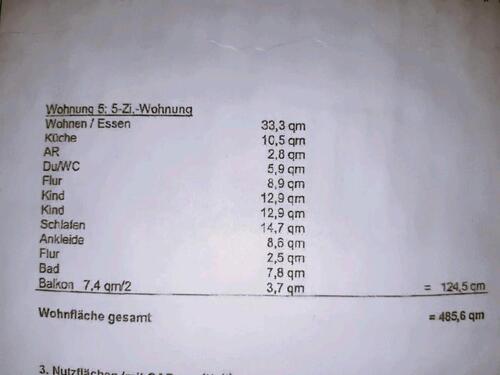 Wohnung 5: 5-Zi,-Wohnung
Wohnen / Essen 33,3 qm
Küche 10,5 qm
AR 2,8 qm
Du/WC 5,9 qm
Flur 8,9 qm
Kind 12,9 qm
Kind 12,9 qm
Schlafen 14,7 qm
Ankleide 8,6 qm
Flur 2,5 qm
Bad 7,8 qm
Balkon 7,4 qm/2 3,7 qm = 124,5 qm
Wohnfläche gesamt = 485,6 qm
3. Nutzflächen